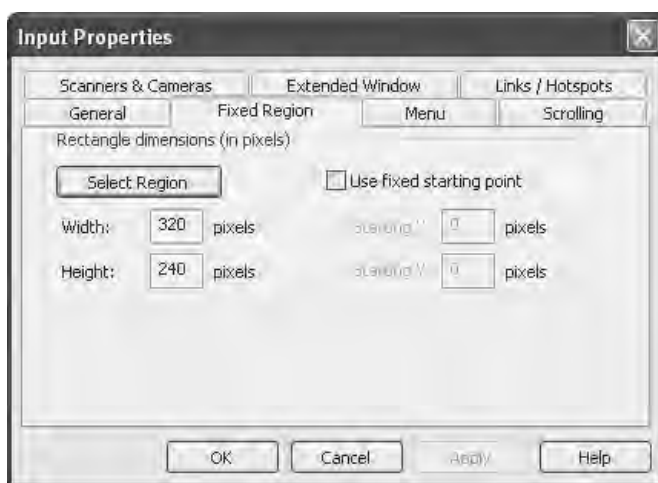 Input Properties
Scanners & Cameras Extended Window Links / Hotspots
General Fixed Region Menu Scrolling
Rectangle dimensions (in pixels)
Select Region Use fixed starting point
Width: 320 pixels pixels
Height: 240 pixels pixels
OK Cancel Apply Help